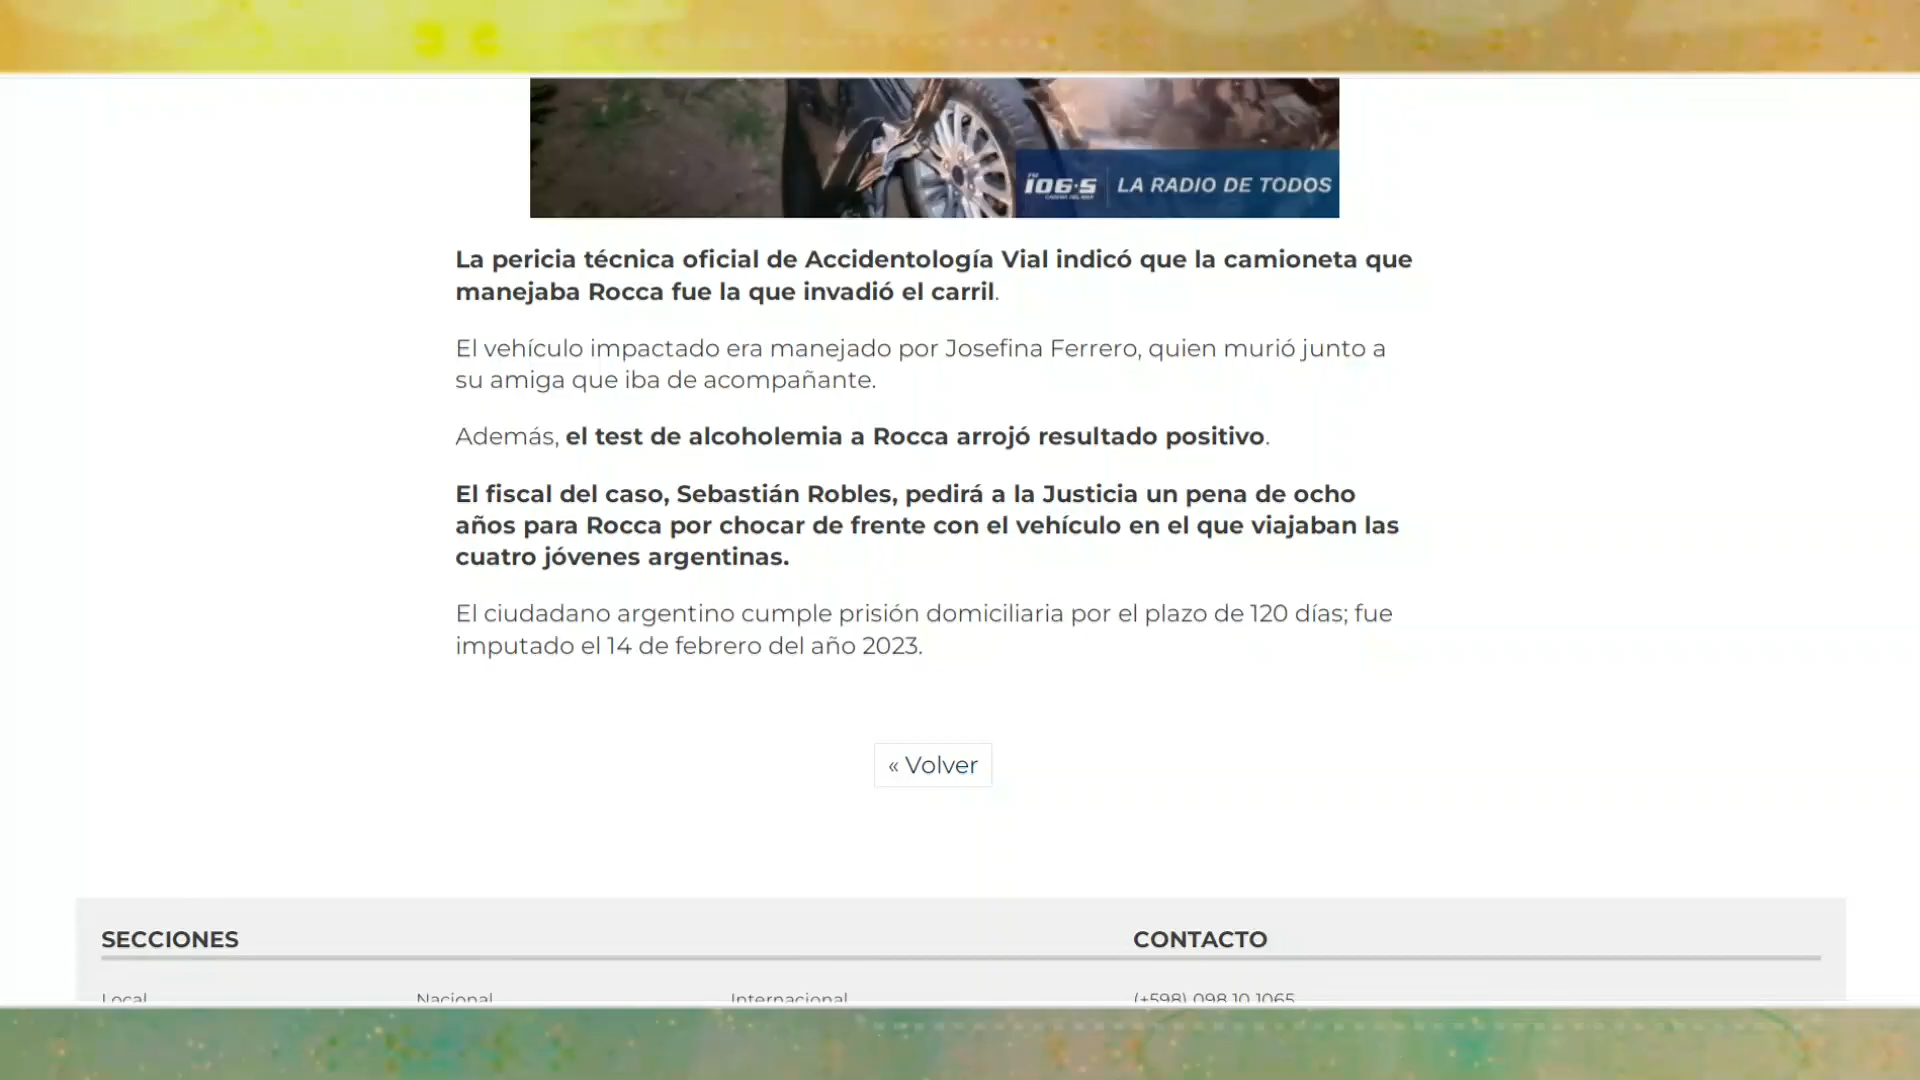 106.5
LA RADIO DE TODOS
La pericia técnica oficial de Accidentología Vial indicó que la camioneta que
manejaba Rocca fue la que invadió el carril.
El vehículo impactado era manejado por Josefina Ferrero, quien murió junto a
su amiga que iba de acompañante.
Además, el test de alcoholemia a Rocca arrojó resultado positivo.
El fiscal del caso, Sebastián Robles, pedirá a la Justicia un pena de ocho
años para Rocca por chocar de frente con el vehículo en el que viajaban las
cuatro jóvenes argentinas.
El ciudadano argentino cumple prisión domiciliaria por el plazo de 120 días; fue
imputado el 14 de febrero del año 2023.
« Volver
SECCIONES
CONTACTO
Local
Nacional
Internacional
(+598) 098 10 1065